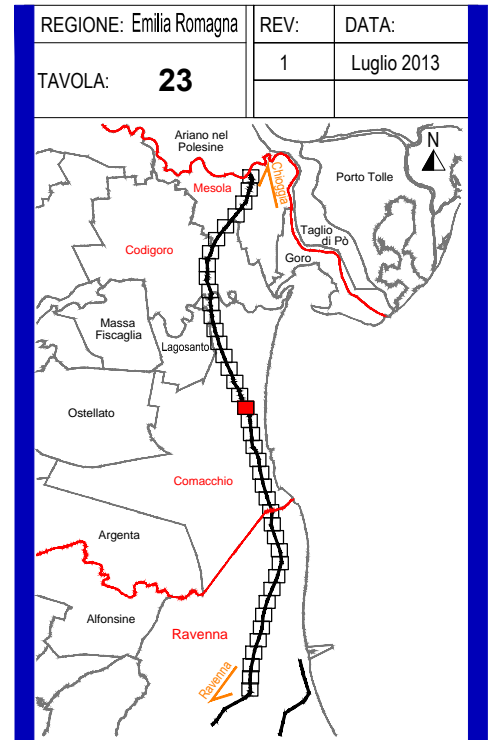 REGIONE: Emilia Romagna
REV:
DATA:
TAVOLA: 23
1
Luglio 2013
Ariano nel
Polesine
N
Mesola
Chioggia
Porto Tolle
Taglio
di Pò
Codigoro
Goro
Massa
Fiscaglia
Lagosanto
Ostellato
Comacchio
Argenta
Alfonsine
Ravenna
Ravenna